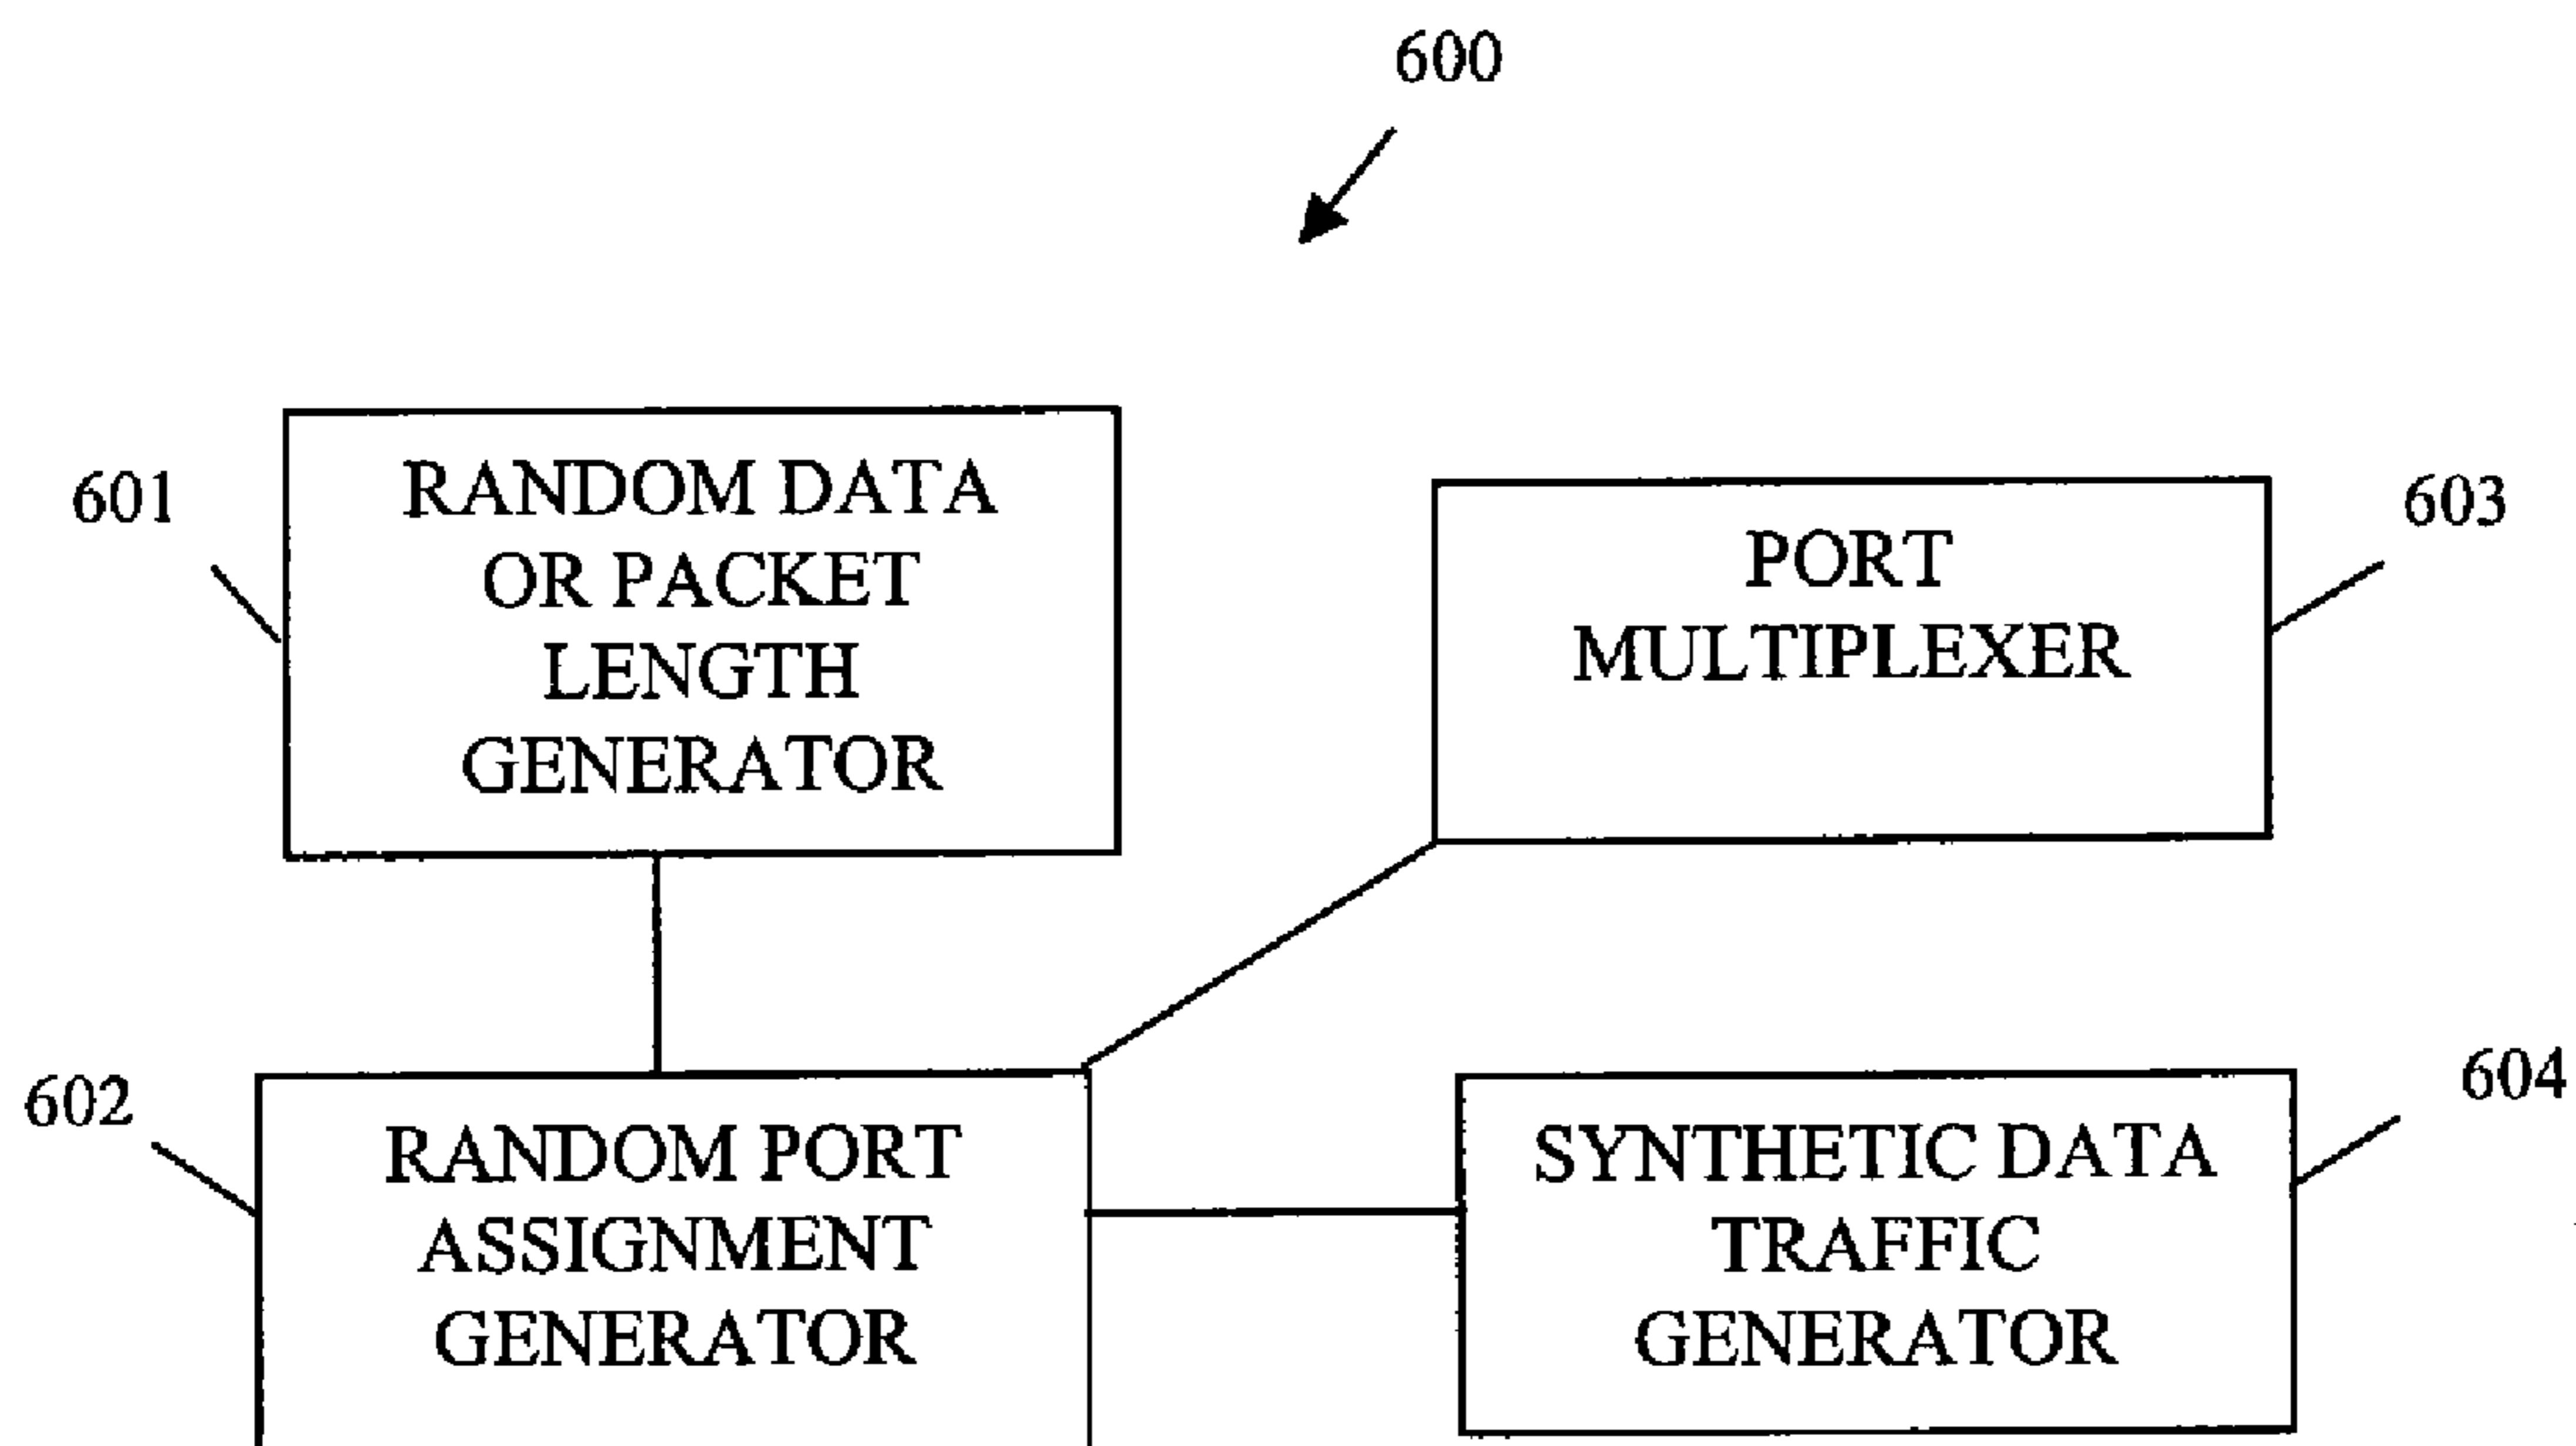 600
601
RANDOM DATA
OR PACKET
LENGTH
GENERATOR
PORT
MULTIPLEXER
603
602
RANDOM PORT
ASSIGNMENT
GENERATOR
SYNTHETIC DATA
TRAFFIC
GENERATOR
604